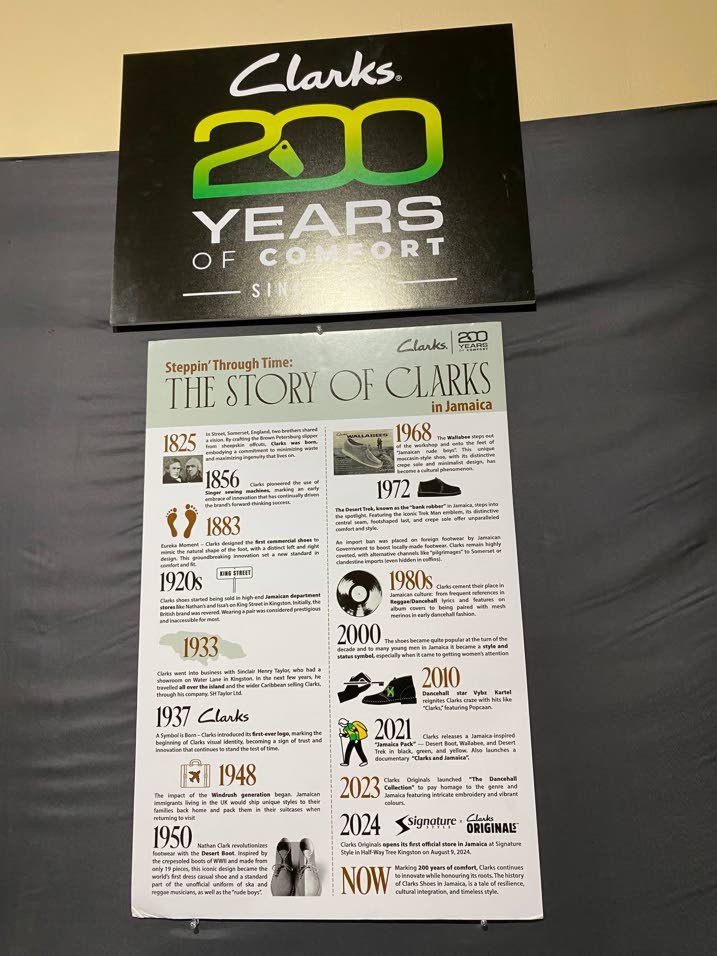 Clarks®
200
YEARS
OF COMFORT
Clarks. 200
YEARS
OF COMFORT
Steppin' Through Time:
THE STORY OF CLARKS
in Jamaica
1825
In Street, Somerset, England, two brothers shared
a vision. By crafting the Brown Petersburg slipper
from sheepskin offcuts, Clarks was born,
embodying a commitment to minimizing waste
and maximizing ingenuity that lives on.
1856
Clarks pioneered the use of
Singer sewing machines, marking an early
embrace of innovation that has continually driven
the brand's forward-thinking success.
1883
Eureka Moment – Clarks designed the first commercial shoes to
mimic the natural shape of the foot, with a distinct left and right
design. This groundbreaking innovation set a new standard in
comfort and fit.
1920s
KING STREET
Clarks shoes started being sold in high-end Jamaican department
stores like Nathan's and Issa's on King Street in Kingston. Initially, the
British brand was revered. Wearing a pair was considered prestigious
and inaccessible for most.
1933
Clarks went into business with Sinclair Henry Taylor, who had a
showroom on Water Lane in Kingston. In the next few years, he
travelled all over the island and the wider Caribbean selling Clarks,
through his company, SH Taylor Ltd.
1937 Clarks
A Symbol is Born – Clarks introduced its first-ever logo, marking the
beginning of Clarks visual identity, becoming a sign of trust and
innovation that continues to stand the test of time.
1948
The impact of the Windrush generation began. Jamaican
immigrants living in the UK would ship unique styles to their
families back home and pack them in their suitcases when
returning to visit
1950
Nathan Clark revolutionizes
footwear with the Desert Boot. Inspired by
the crepesoled boots of WWII and made from
only 19 pieces, this iconic design became the
world's first dress casual shoe and a standard
part of the unofficial uniform of ska and
reggae musicians, as well as the "rude boys".
WALLABEES
1968
The Wallabee steps out
of the workshop and onto the feet of
"Jamaican rude boys". This unique
moccasin-style shoe, with its distinctive
crepe sole and minimalist design, has
become a cultural phenomenon.
1972
The Desert Trek, known as the "bank robber" in Jamaica, steps into
the spotlight. Featuring the iconic Trek Man emblem, its distinctive
central seam, footshaped last, and crepe sole offer unparalleled
comfort and style.
An import ban was placed on foreign footwear by Jamaican
Government to boost locally-made footwear. Clarks remain highly
coveted, with alternative channels like "pilgrimages" to Somerset or
clandestine imports (even hidden in coffins).
1980s
Clarks cement their place in
Jamaican culture: from frequent references in
Reggae/Dancehall lyrics and features on
album covers to being paired with mesh
merinos in early dancehall fashion.
2000
The shoes became quite popular at the turn of the
decade and to many young men in Jamaica it became a style and
status symbol, especially when it came to getting women's attention
2010
Dancehall star Vybz Kartel
reignites Clarks craze with hits like
"Clarks," featuring Popcaan.
2021
Clarks releases a Jamaica-inspired
"Jamaica Pack" — Desert Boot, Wallabee, and Desert
Trek in black, green, and yellow. Also launches a
documentary "Clarks and Jamaica".
2023
Clarks Originals launched "The Dancehall
Collection" to pay homage to the genre and
Jamaica featuring intricate embroidery and vibrant
colours.
2024
Signature STYLE x Clarks ORIGINALS
Clarks Originals opens its first official store in Jamaica at Signature
Style in Half-Way Tree Kingston on August 9, 2024.
NOW
Marking 200 years of comfort, Clarks continues
to innovate while honouring its roots. The history
of Clarks Shoes in Jamaica, is a tale of resilience,
cultural integration, and timeless style.